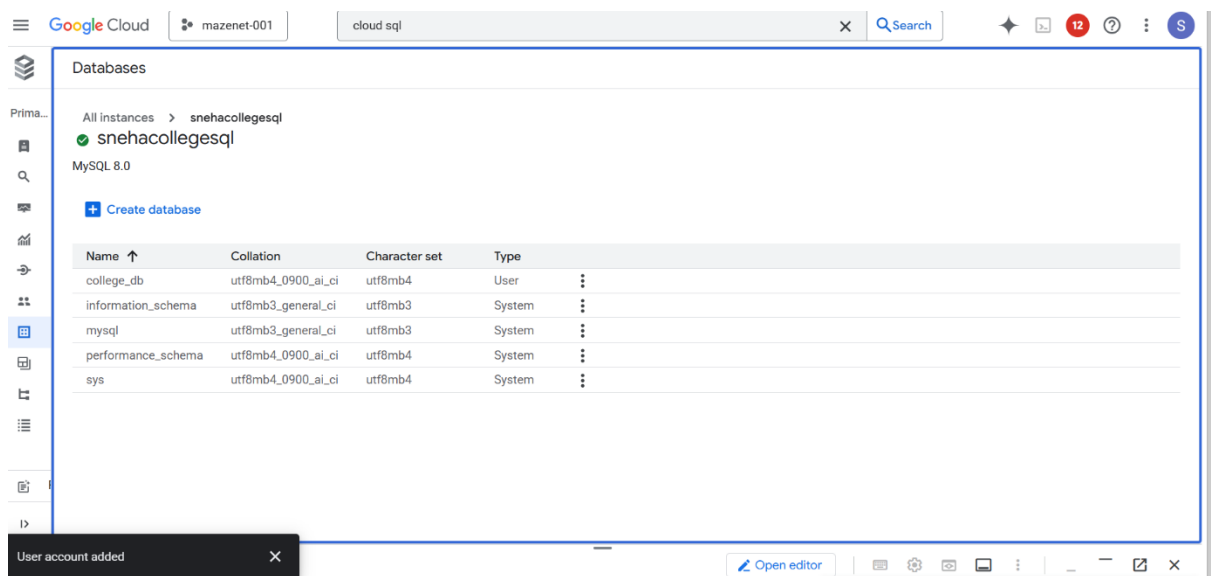 Google Cloud mazenet-001 cloud sql Search 12 S
Databases
Prima...
All instances > snehacollegesql
snehacollegesql
MySQL 8.0
Create database
Name Collation Character set Type
college_db utf8mb4_0900_ai_ci utf8mb4 User
information_schema utf8mb3_general_ci utf8mb3 System
mysql utf8mb3_general_ci utf8mb3 System
performance_schema utf8mb4_0900_ai_ci utf8mb4 System
sys utf8mb4_0900_ai_ci utf8mb4 System
User account added
Open editor